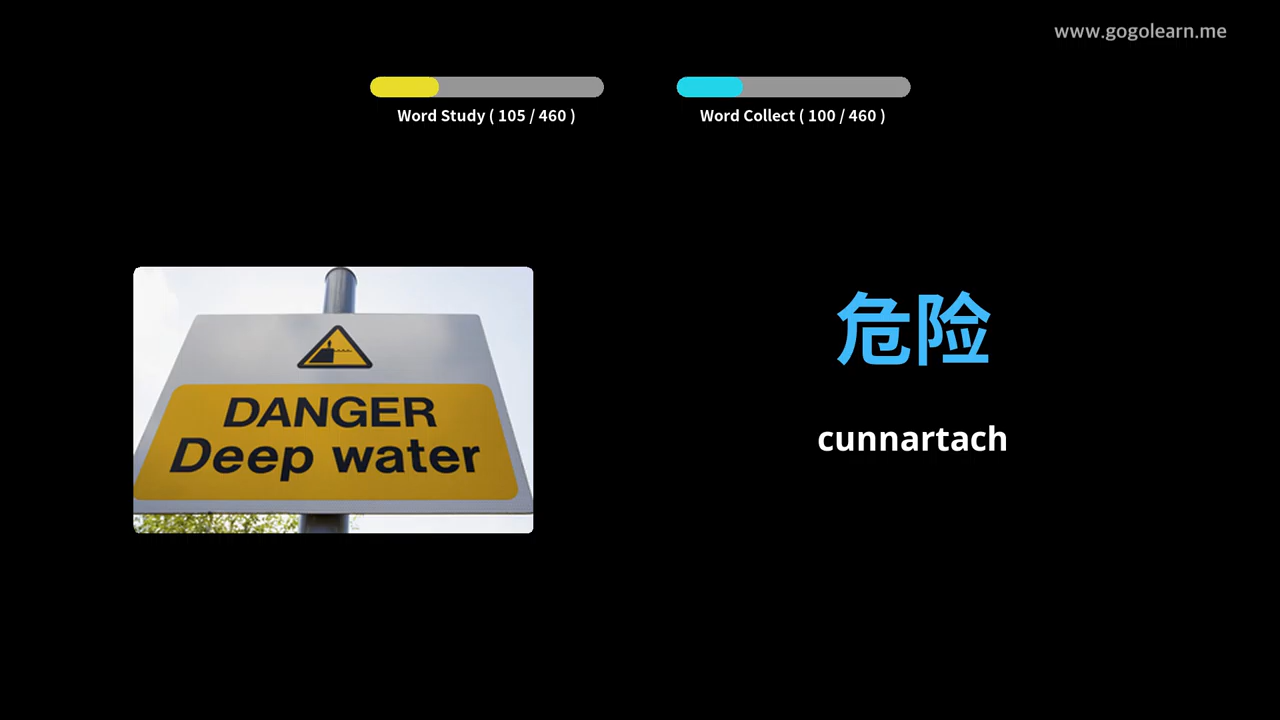 www.gogolearn.me
Word Study ( 105 / 460 )
Word Collect ( 100 / 460 )
DANGER
Deep water
危险
cunnartach